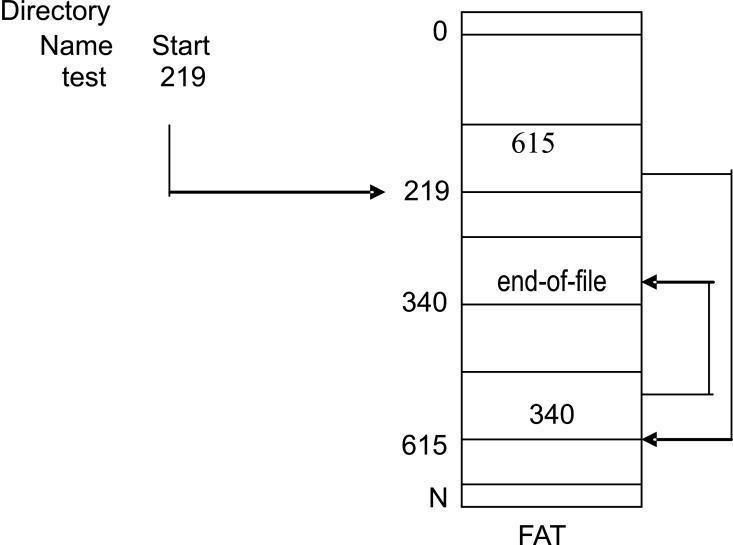 Directory
Name Start
test 219
0
615
219
end-of-file
340
340
615
N
FAT